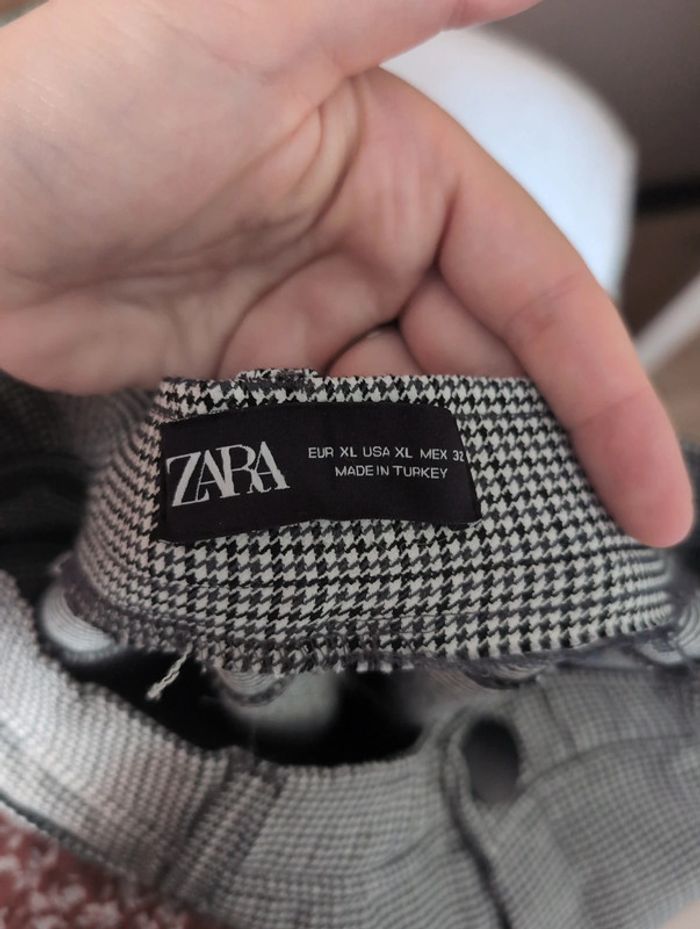 ZARA
EUR XL USA XL MEX 32
MADE IN TURKEY